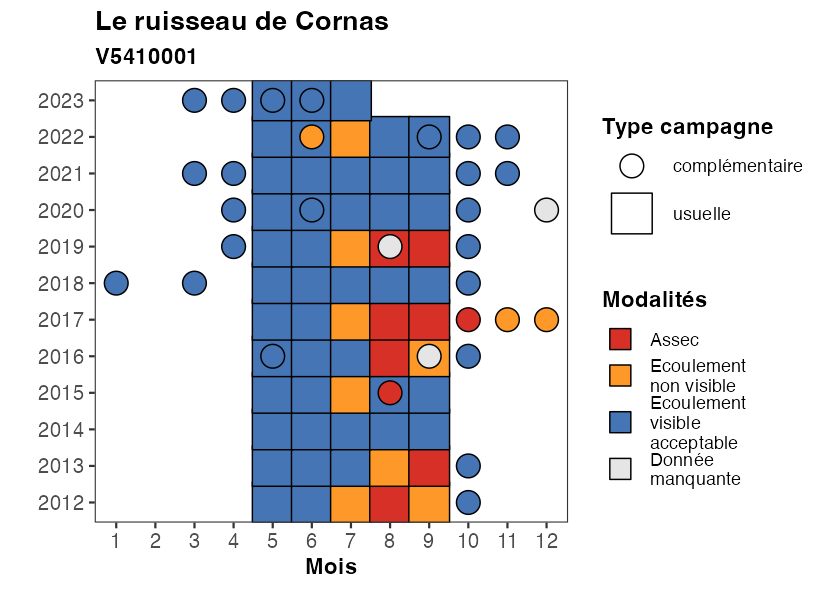 Le ruisseau de Cornas
V5410001
2023
2022
2021
2020
2019
2018
2017
2016
2015
2014
2013
2012
1 2 3 4 5 6 7 8 9 10 11 12
Mois
Type campagne
complémentaire
usuelle
Modalités
Assec
Ecoulement
non visible
Ecoulement
visible
acceptable
Donnée
manquante